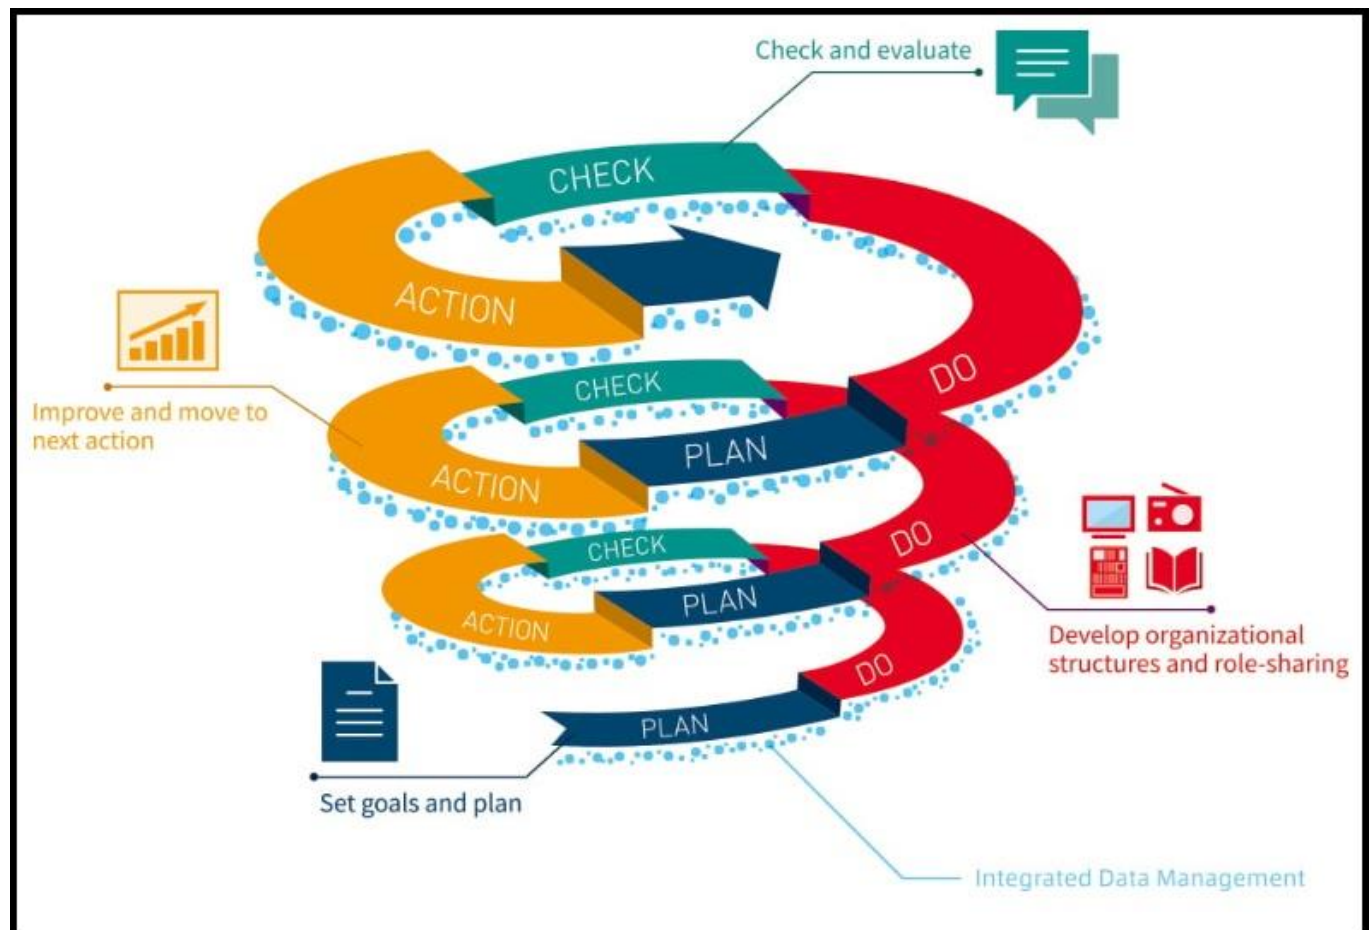 Check and evaluate
CHECK
ACTION
DO
CHECK
Improve and move to
next action
PLAN
ACTION
DO
CHECK
PLAN
ACTION
Develop organizational
structures and role-sharing
DO
PLAN
Set goals and plan
Integrated Data Management